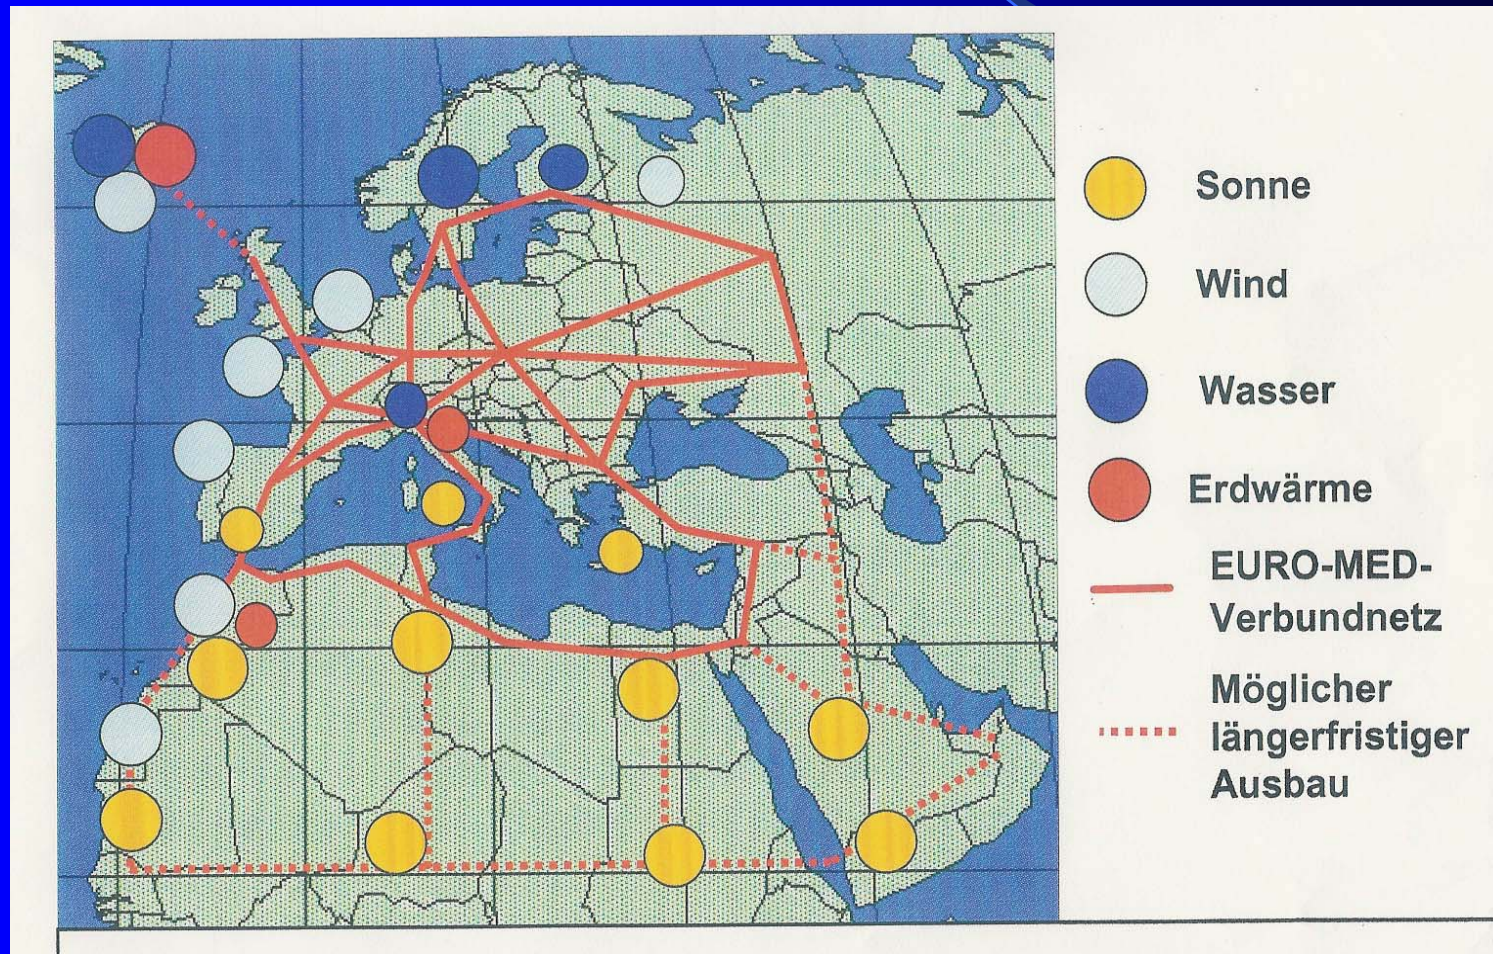 Sonne
Wind
Wasser
Erdwärme
EURO-MED-
Verbundnetz
Möglicher
längerfristiger
Ausbau